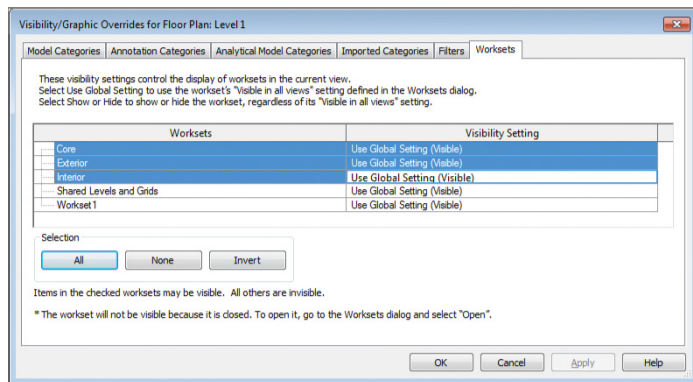 Visibility/Graphic Overrides for Floor Plan: Level 1
Model Categories Annotation Categories Analytical Model Categories Imported Categories Filters Worksets
These visibility settings control the display of worksets in the current view.
Select Use Global Setting to use the workset's "Visible in all views" setting defined in the Worksets dialog.
Select Show or Hide to show or hide the workset, regardless of its "Visible in all views" setting.
Worksets Visibility Setting
Core Use Global Setting (Visible)
Exterior Use Global Setting (Visible)
Interior Use Global Setting (Visible)
Shared Levels and Grids Use Global Setting (Visible)
Workset1 Use Global Setting (Visible)
Selection
All None Invert
Items in the checked worksets may be visible. All others are invisible.
* The workset will not be visible because it is closed. To open it, go to the Worksets dialog and select "Open".
OK Cancel Apply Help